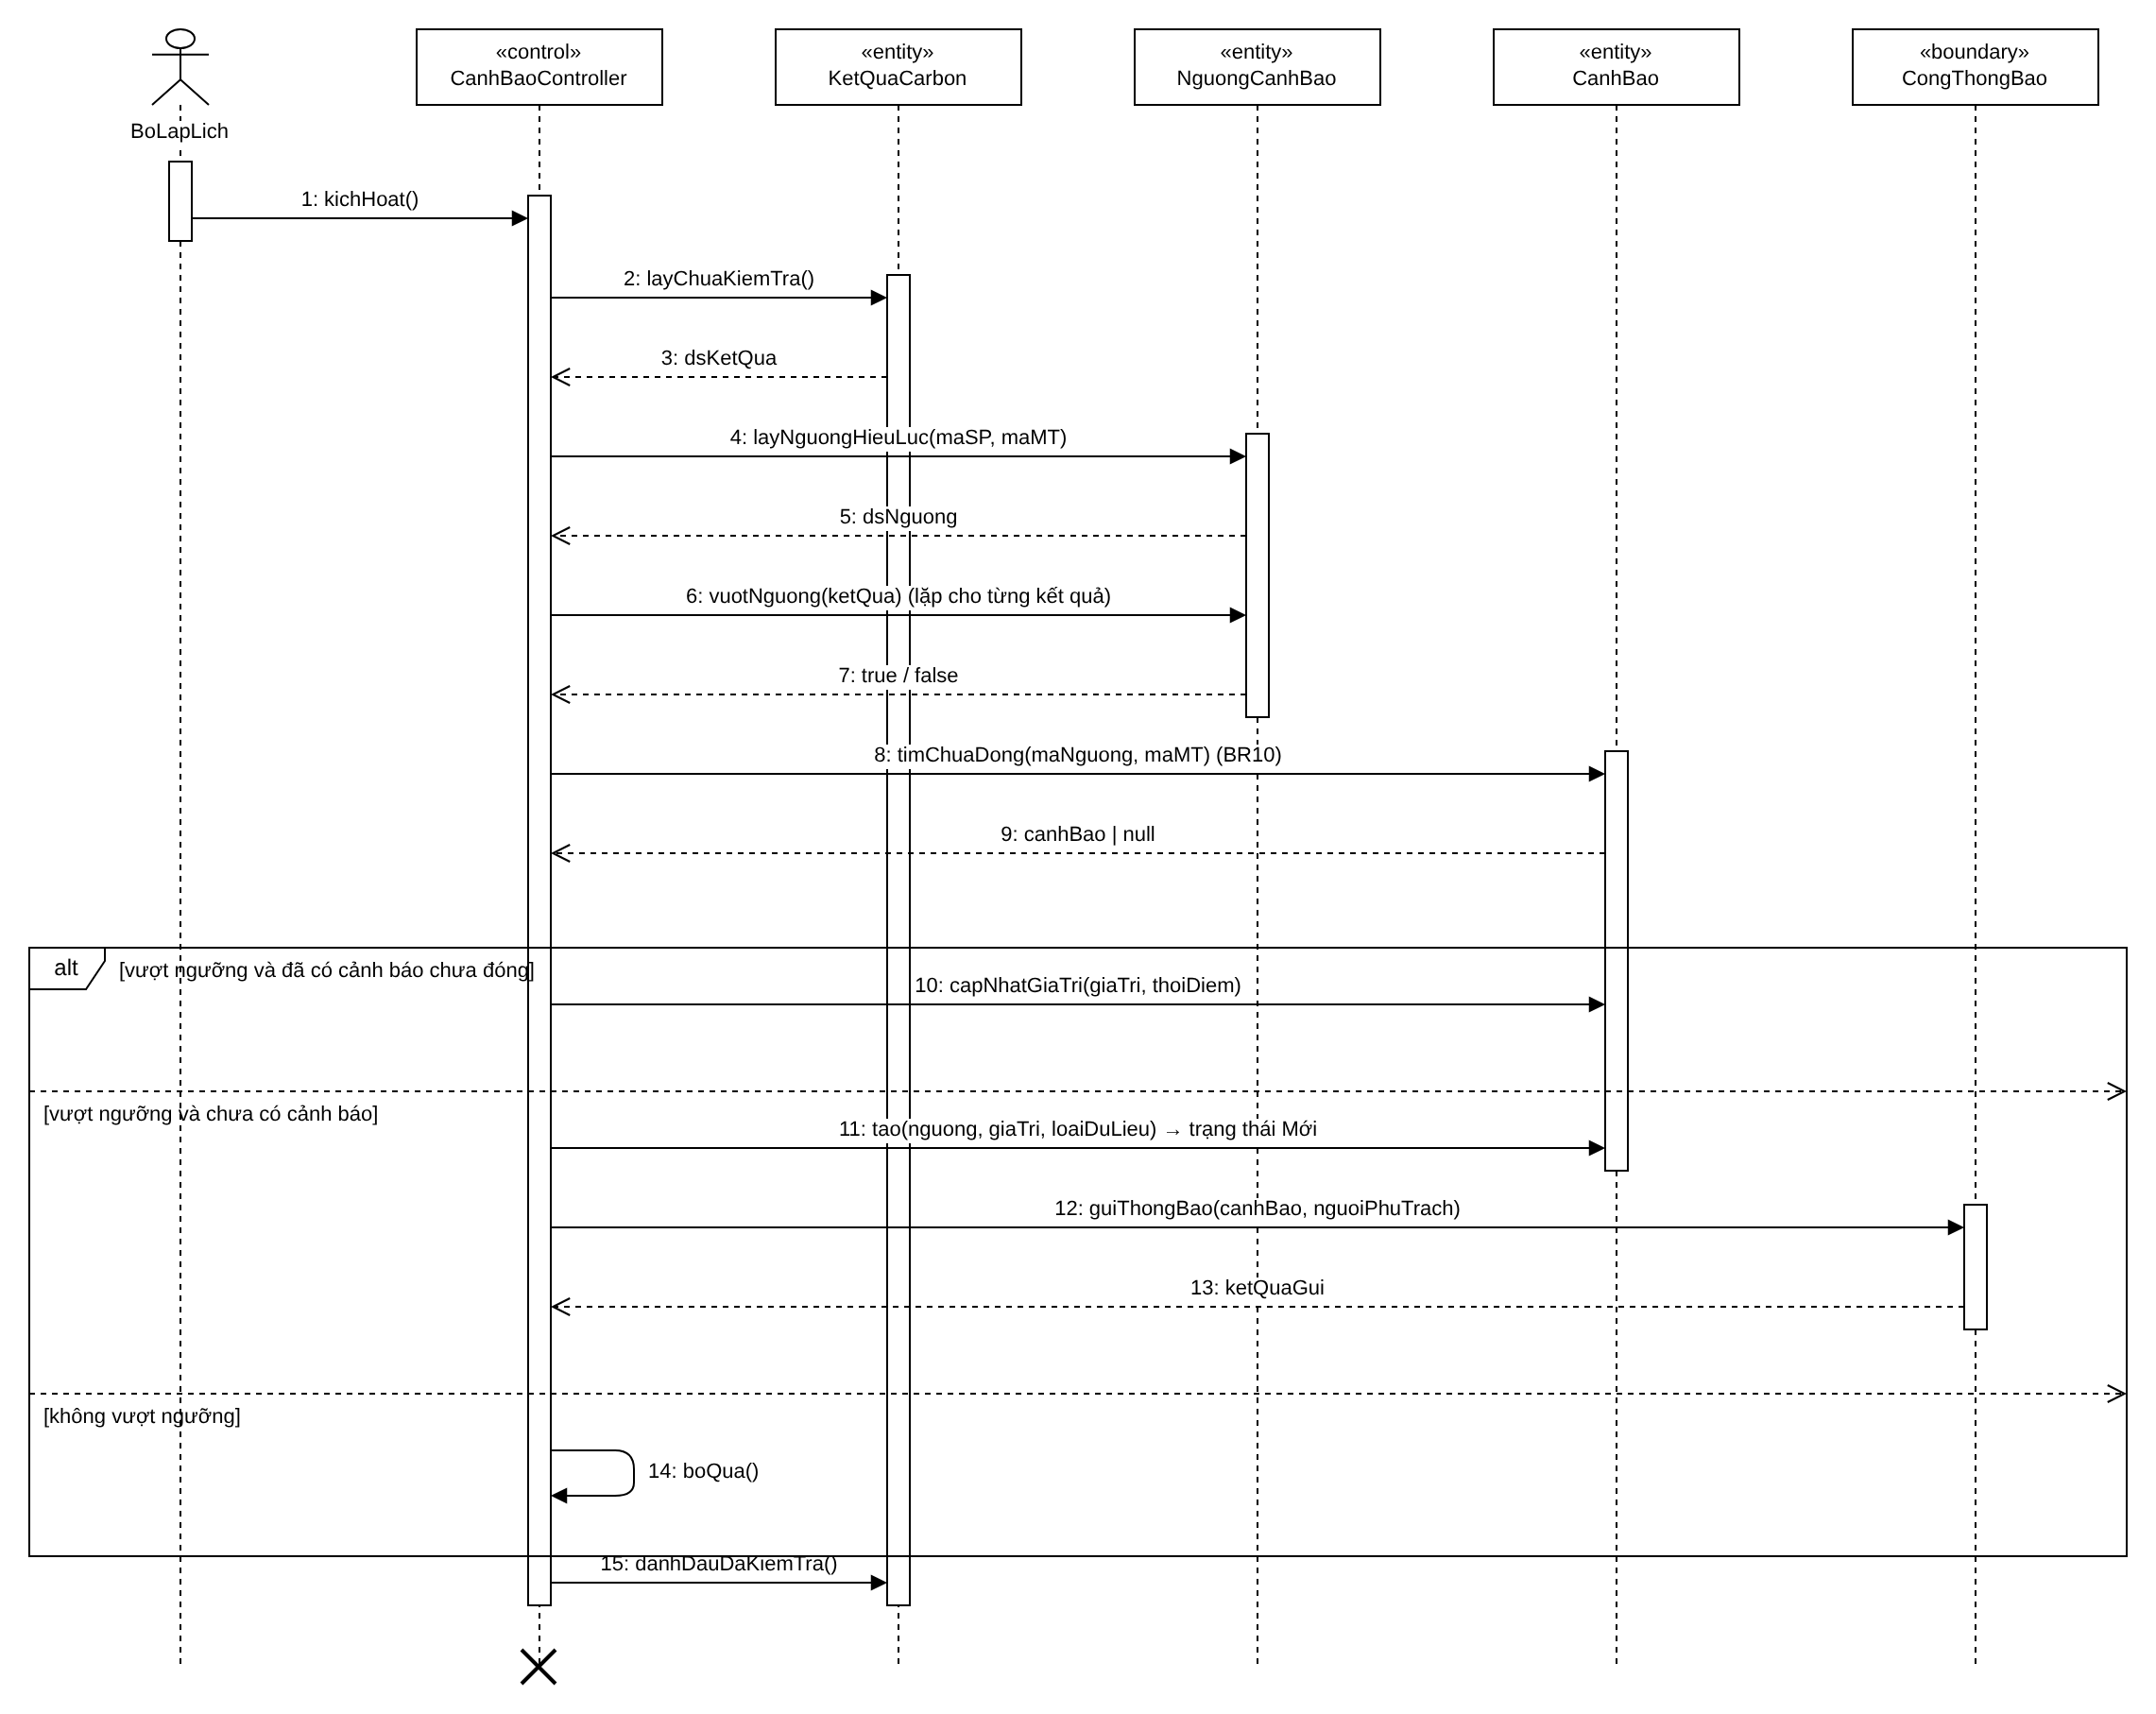 «control»
CanhBaoController
«entity»
KetQuaCarbon
«entity»
NguongCanhBao
«entity»
CanhBao
«boundary»
CongThongBao
BoLapLich
1: kichHoat()
2: layChuaKiemTra()
3: dsKetQua
4: layNguongHieuLuc(maSP, maMT)
5: dsNguong
6: vuotNguong(ketQua) (lặp cho từng kết quả)
7: true / false
8: timChuaDong(maNguong, maMT) (BR10)
9: canhBao | null
alt
[vượt ngưỡng và đã có cảnh báo chưa đóng]
10: capNhatGiaTri(giaTri, thoiDiem)
[vượt ngưỡng và chưa có cảnh báo]
11: tao(nguong, giaTri, loaiDuLieu) → trạng thái Mới
12: guiThongBao(canhBao, nguoiPhuTrach)
13: ketQuaGui
[không vượt ngưỡng]
14: boQua()
15: danhDauDaKiemTra()